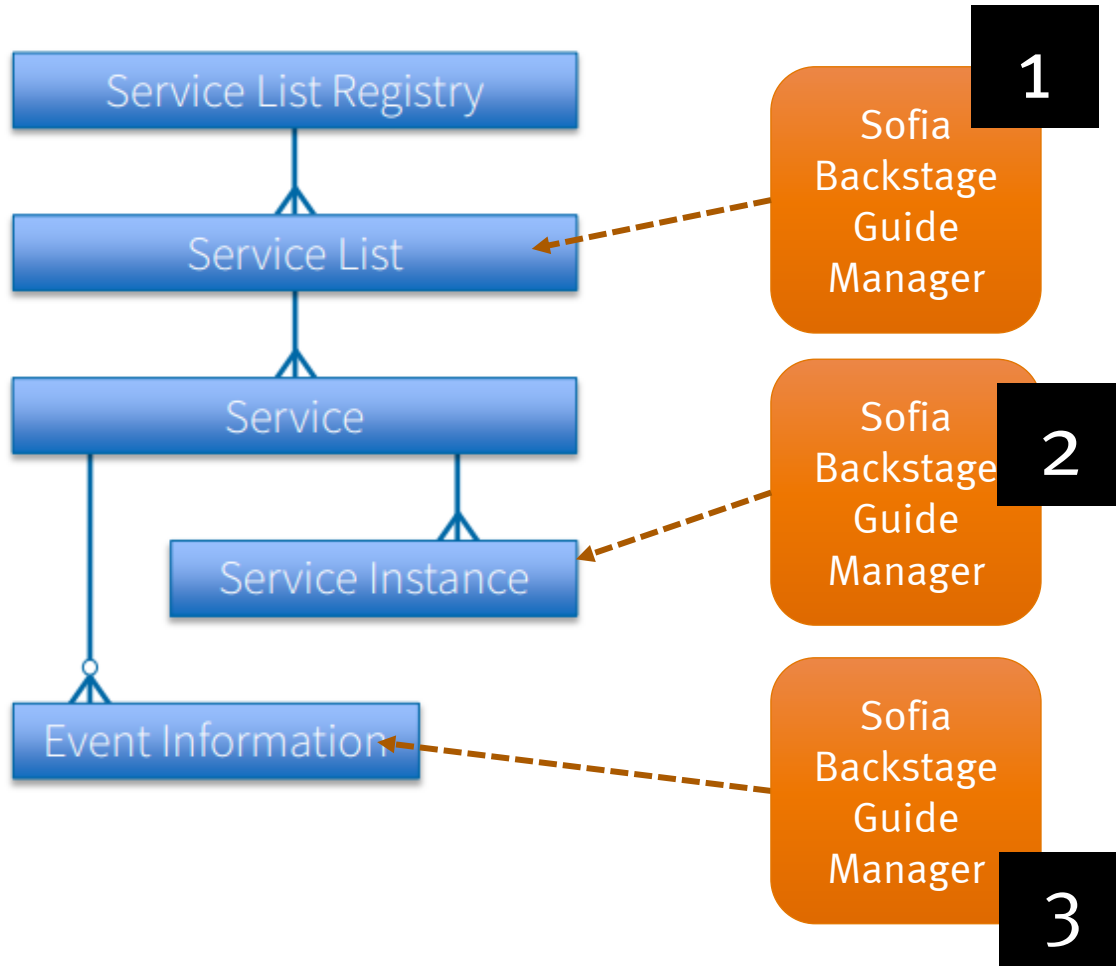 Service List Registry
Service List
Service
Service Instance
Event Information
1
Sofia
Backstage
Guide
Manager
2
Sofia
Backstage
Guide
Manager
3
Sofia
Backstage
Guide
Manager